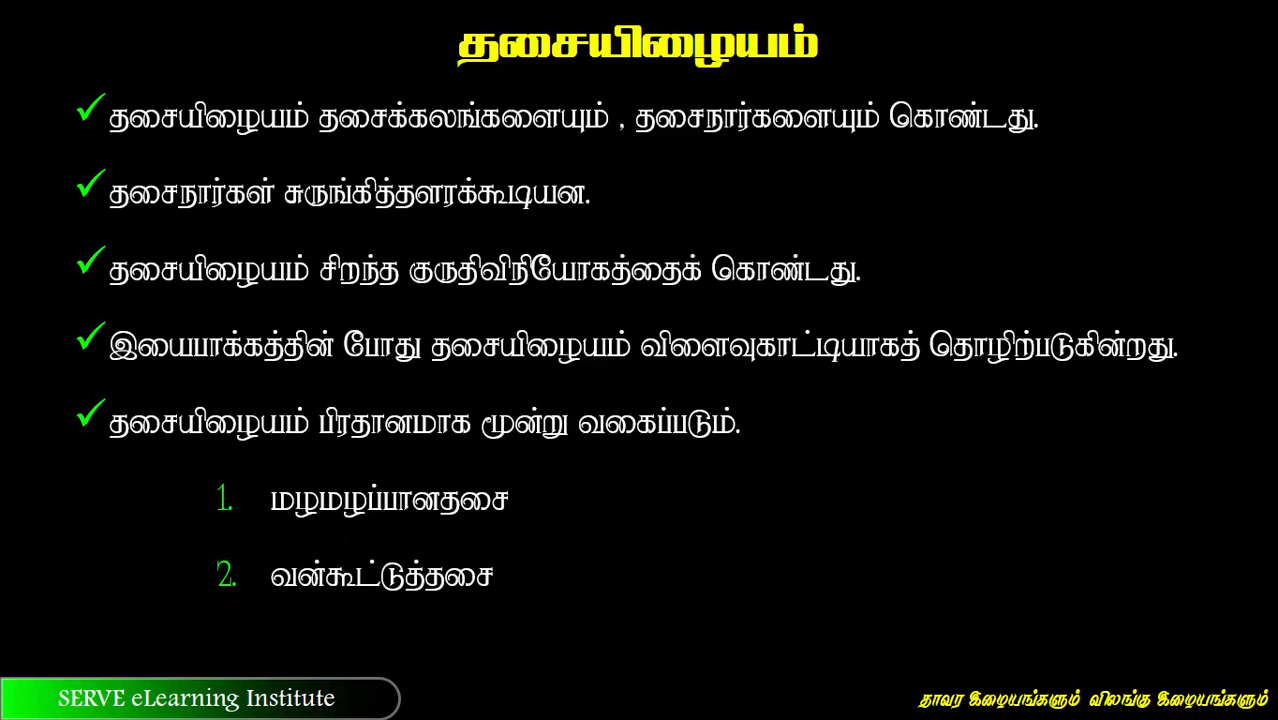 தசையிழையம்
தசையிழையம் தசைக்கலங்களையும் , தசைநார்களையும் கொண்டது.
தசைநார்கள் சுருங்கித்தளரக்கூடியன.
தசையிழையம் சிறந்த குருதிவிநியோகத்தைக் கொண்டது.
இயைபாக்கத்தின் போது தசையிழையம் விளைவுகாட்டியாகத் தொழிற்படுகின்றது.
தசையிழையம் பிரதானமாக மூன்று வகைப்படும்.
1. மழமழப்பானதசை
2. வன்கூட்டுத்தசை
SERVE eLearning Institute
தாவர இழையங்களும் விலங்கு இழையங்களும்